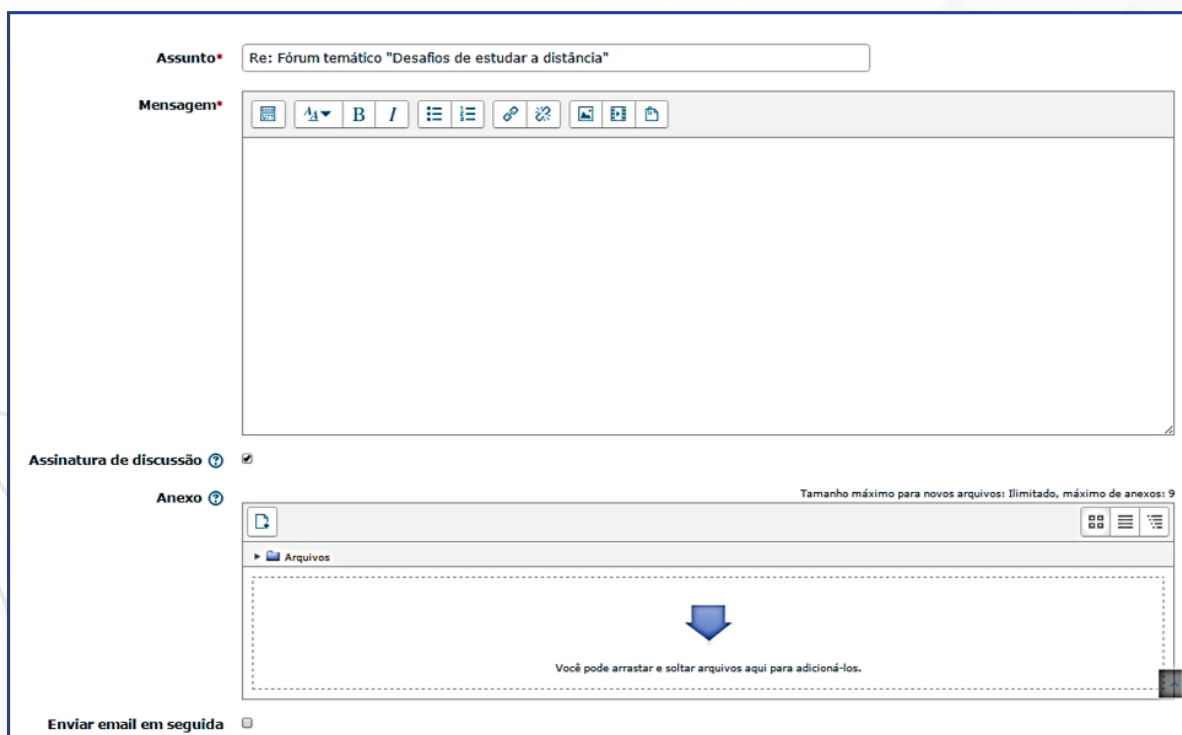 Assunto* Re: Fórum temático "Desafios de estudar a distância"
Mensagem*
Assinatura de discussão
Anexo Tamanho máximo para novos arquivos: Ilimitado, máximo de anexos: 9
Arquivos
Você pode arrastar e soltar arquivos aqui para adicioná-los.
Enviar email em seguida